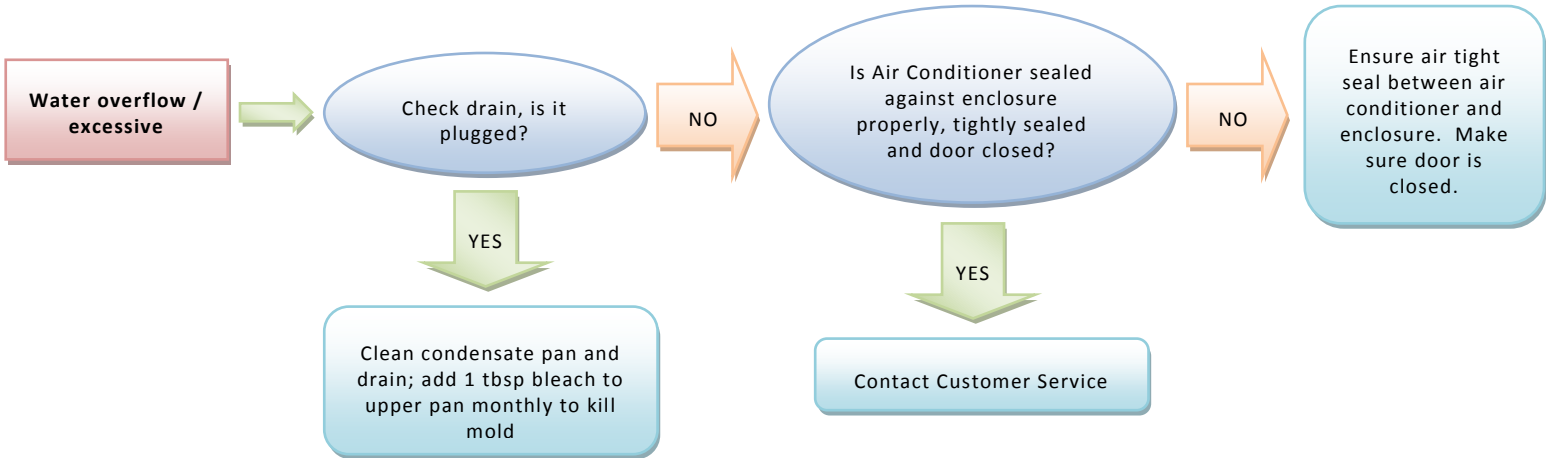 Water overflow /
excessive
Check drain, is it
plugged?
NO
Is Air Conditioner sealed
against enclosure
properly, tightly sealed
and door closed?
NO
Ensure air tight
seal between air
conditioner and
enclosure.  Make
sure door is
closed.
YES
YES
Clean condensate pan and
drain; add 1 tbsp bleach to
upper pan monthly to kill
mold
Contact Customer Service